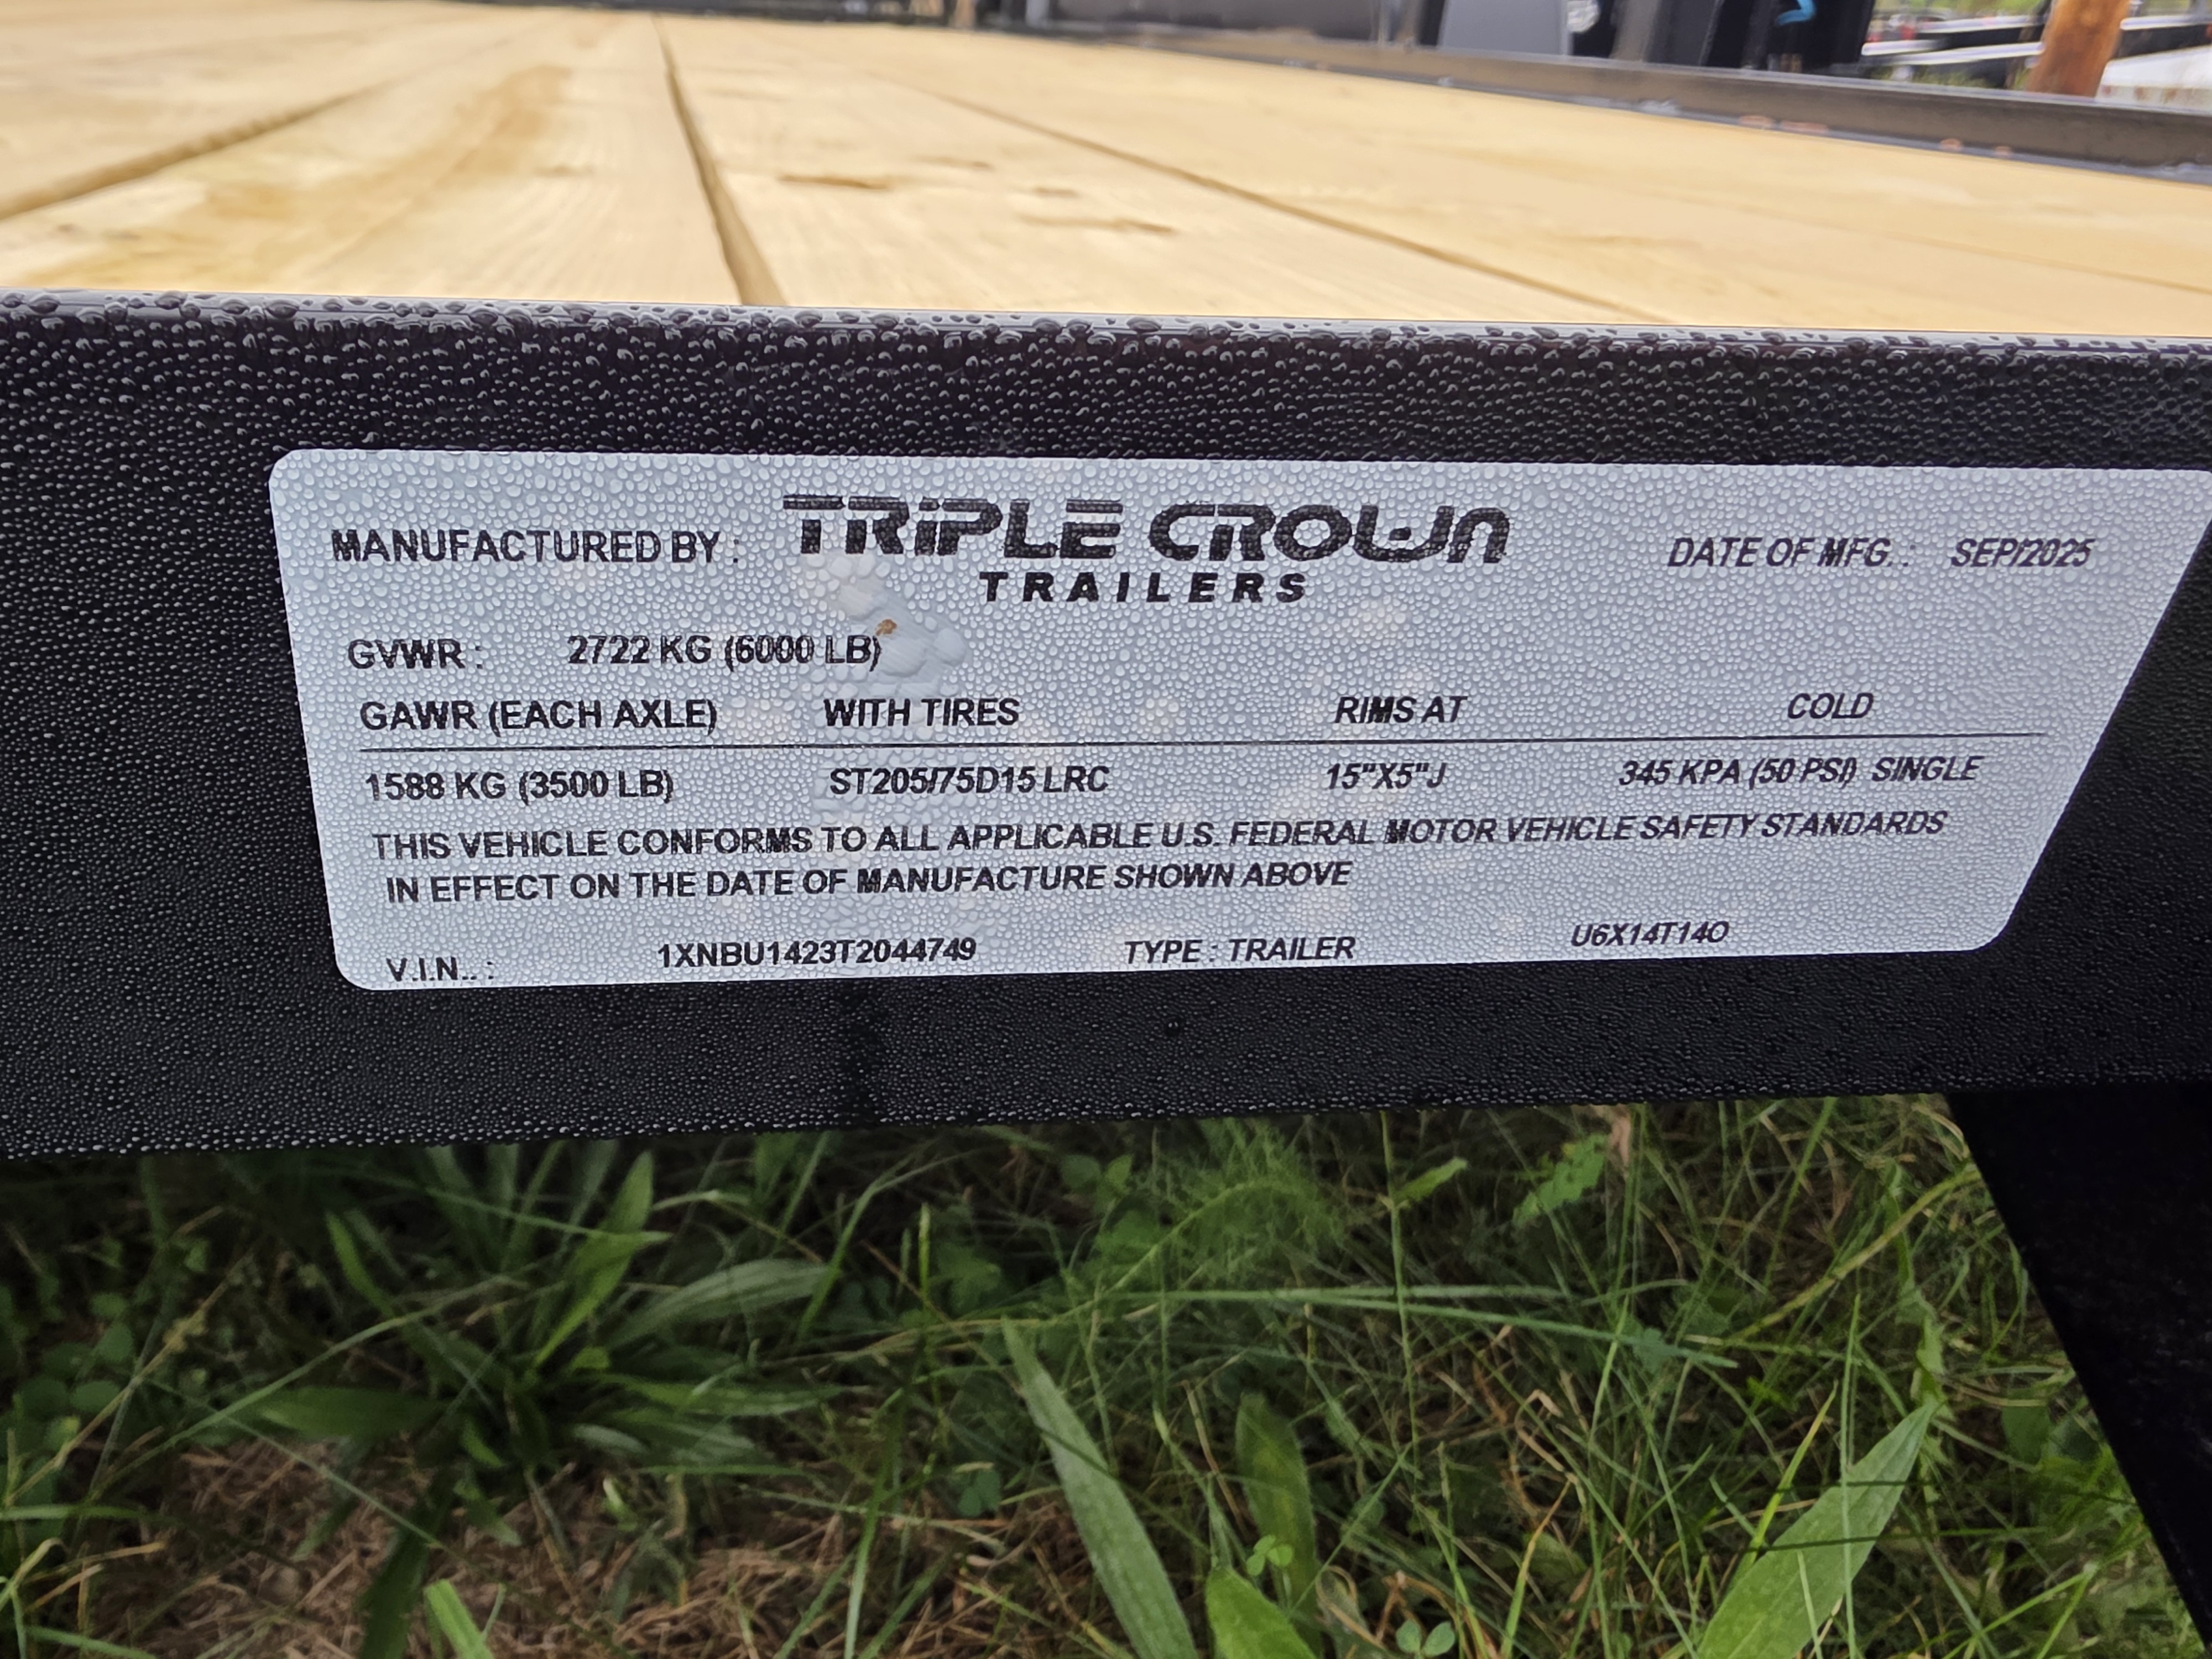 MANUFACTURED BY : TRIPLE CROWN TRAILERS DATE OF MFG. : SEP/2025
GVWR : 2722 KG (6000 LB)
GAWR (EACH AXLE) WITH TIRES RIMS AT COLD
1588 KG (3500 LB) ST205/75D15 LRC 15"X5"J 345 KPA (50 PSI) SINGLE
THIS VEHICLE CONFORMS TO ALL APPLICABLE U.S. FEDERAL MOTOR VEHICLE SAFETY STANDARDS
IN EFFECT ON THE DATE OF MANUFACTURE SHOWN ABOVE
V.I.N.. : 1XNBU1423T2044749 TYPE : TRAILER U6X14T14O